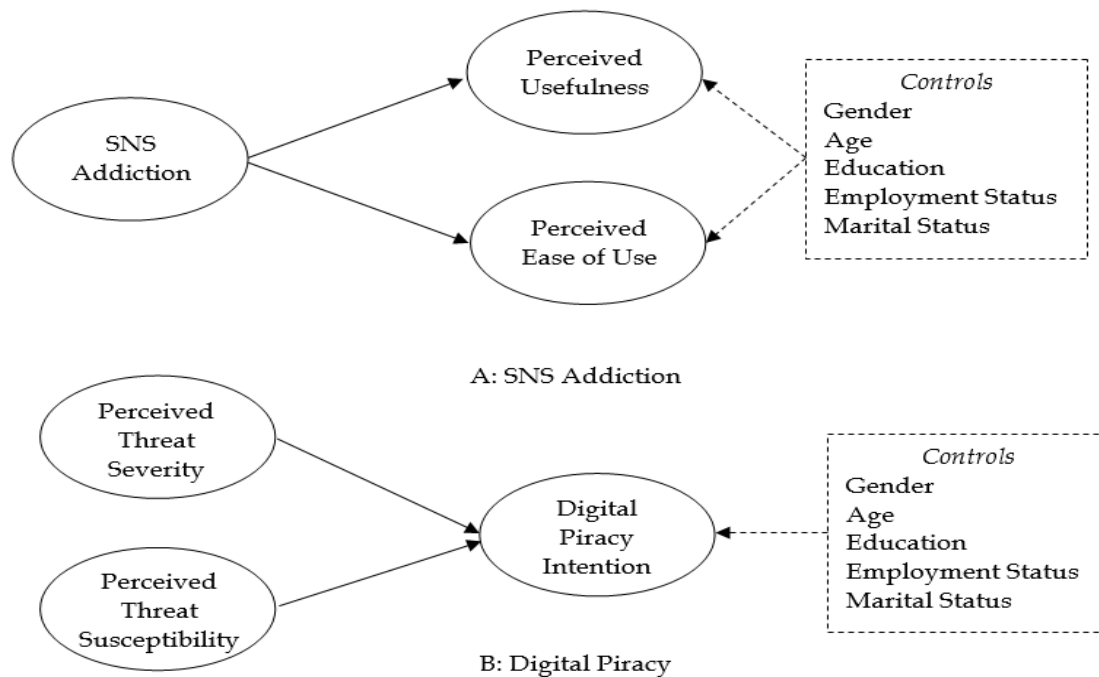 SNS
Addiction
Perceived
Usefulness
Perceived
Ease of Use
Controls
Gender
Age
Education
Employment Status
Marital Status
A: SNS Addiction
Perceived
Threat
Severity
Perceived
Threat
Susceptibility
Digital
Piracy
Intention
Controls
Gender
Age
Education
Employment Status
Marital Status
B: Digital Piracy